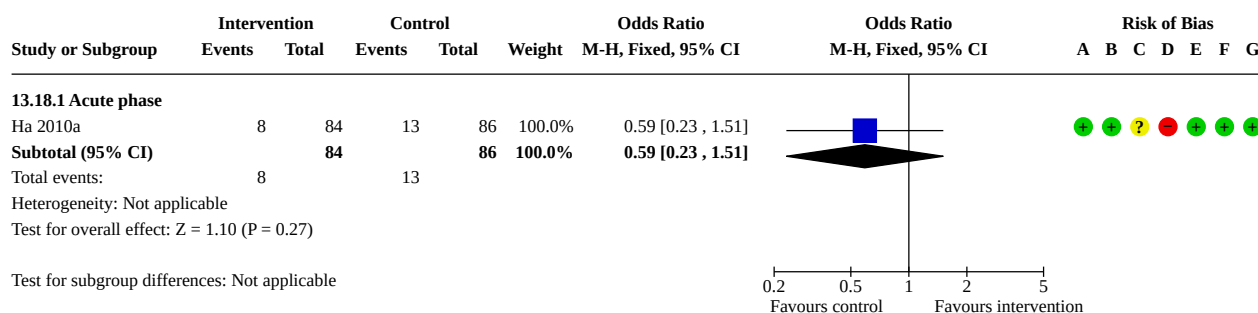 Intervention Control Odds Ratio Odds Ratio Risk of Bias
Study or Subgroup Events Total Events Total Weight M-H, Fixed, 95% CI M-H, Fixed, 95% CI A B C D E F G
13.18.1 Acute phase
Ha 2010a 8 84 13 86 100.0% 0.59 [0.23 , 1.51] + + ? − + + +
Subtotal (95% CI) 84 86 100.0% 0.59 [0.23 , 1.51]
Total events: 8 13
Heterogeneity: Not applicable
Test for overall effect: Z = 1.10 (P = 0.27)
Test for subgroup differences: Not applicable
0.2 0.5 1 2 5
Favours control Favours intervention